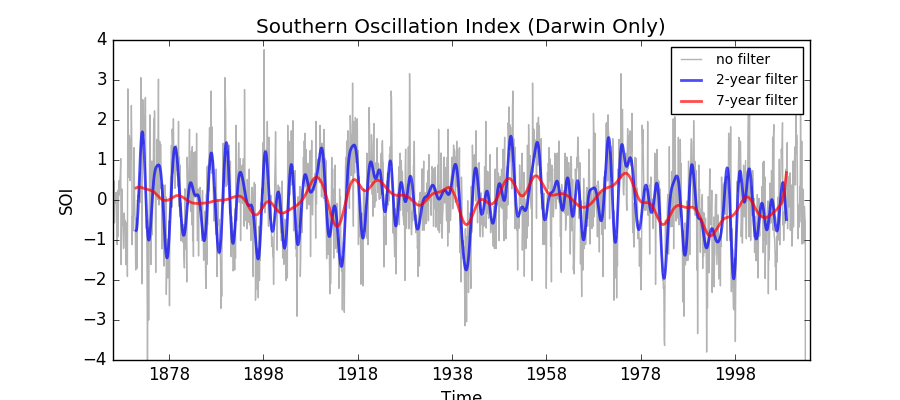 Southern Oscillation Index (Darwin Only)
4
3
2
1
0
−1
−2
−3
−4
SOI
no filter
2-year filter
7-year filter
1878 1898 1918 1938 1958 1978 1998
Time